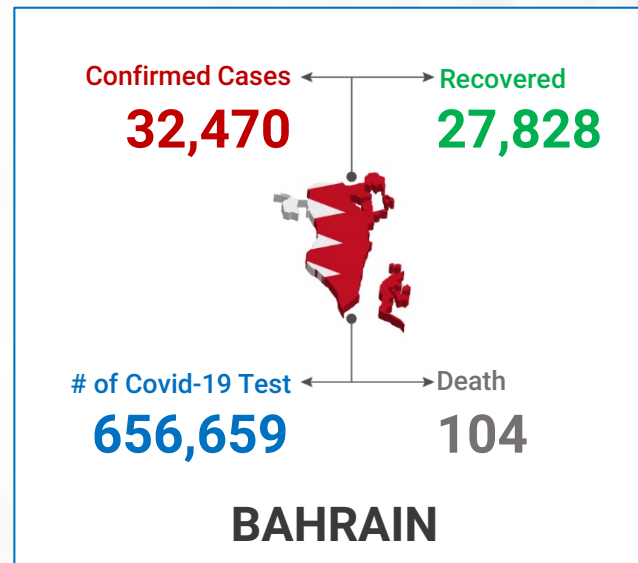 Confirmed Cases
32,470
Recovered
27,828
# of Covid-19 Test
656,659
Death
104
BAHRAIN